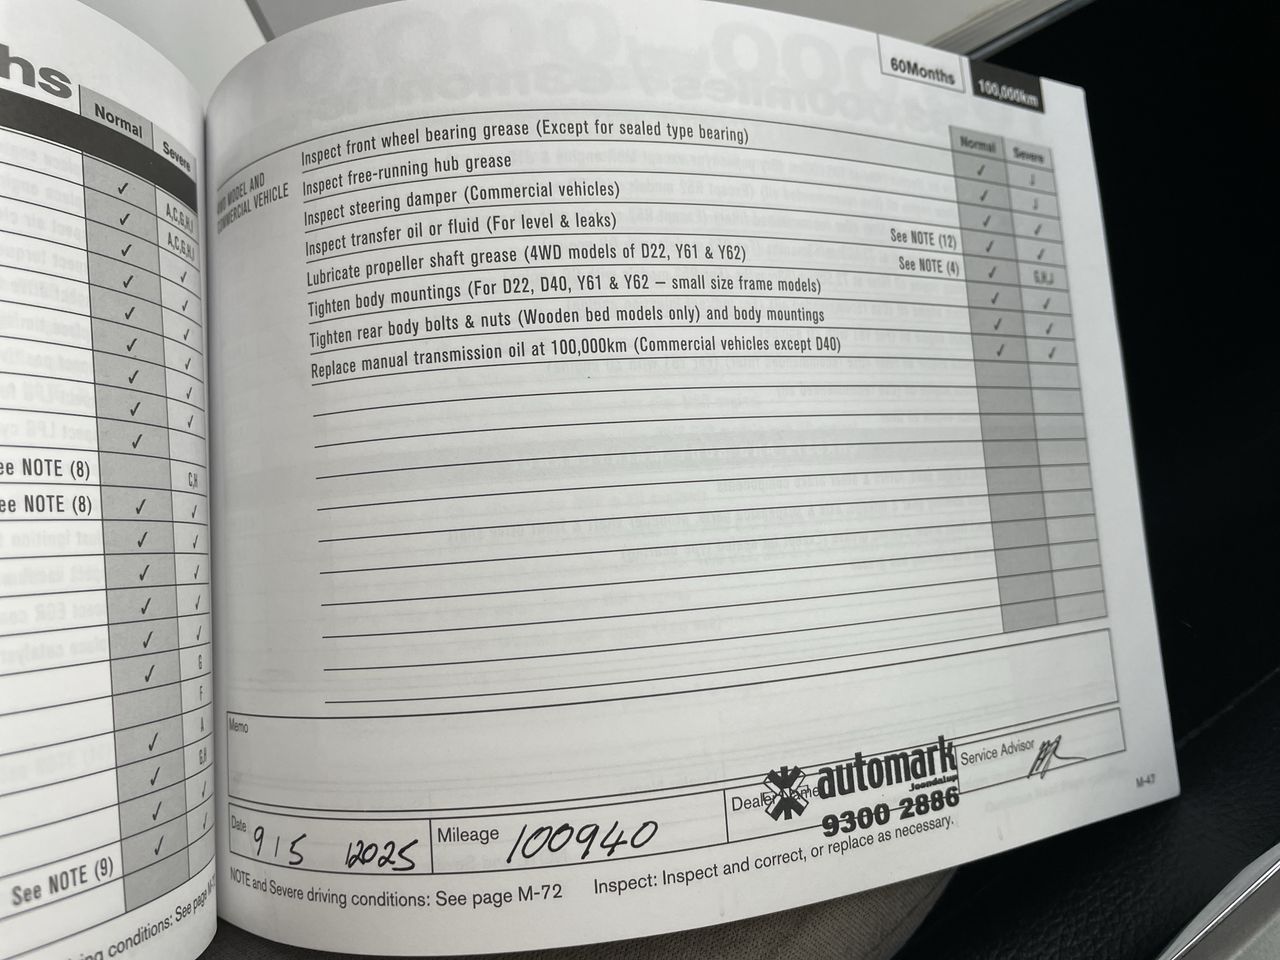 hs
Normal
Severe
A,C,G,H,J
A,C,G,H,J
ee NOTE (8)
C,H
ee NOTE (8)
G
F
A
G,H
See NOTE (9)
ng conditions: See page M-7
60Months
100,000km
Normal
Severe
4WD MODEL AND
COMMERCIAL VEHICLE
Inspect front wheel bearing grease (Except for sealed type bearing)
✓
Inspect free-running hub grease
✓
Inspect steering damper (Commercial vehicles)
✓ ✓
Inspect transfer oil or fluid (For level & leaks) See NOTE (12)
✓ ✓
Lubricate propeller shaft grease (4WD models of D22, Y61 & Y62) See NOTE (4)
✓ G,H,J
Tighten body mountings (For D22, D40, Y61 & Y62 – small size frame models)
✓ ✓
Tighten rear body bolts & nuts (Wooden bed models only) and body mountings
✓ ✓
Replace manual transmission oil at 100,000km (Commercial vehicles except D40)
✓ ✓
Memo
Date 9 / 5 /2025
Mileage 100940
Dealer Name
automark
Joondalup
9300 2886
Service Advisor
NOTE and Severe driving conditions: See page M-72
Inspect: Inspect and correct, or replace as necessary.
M-47